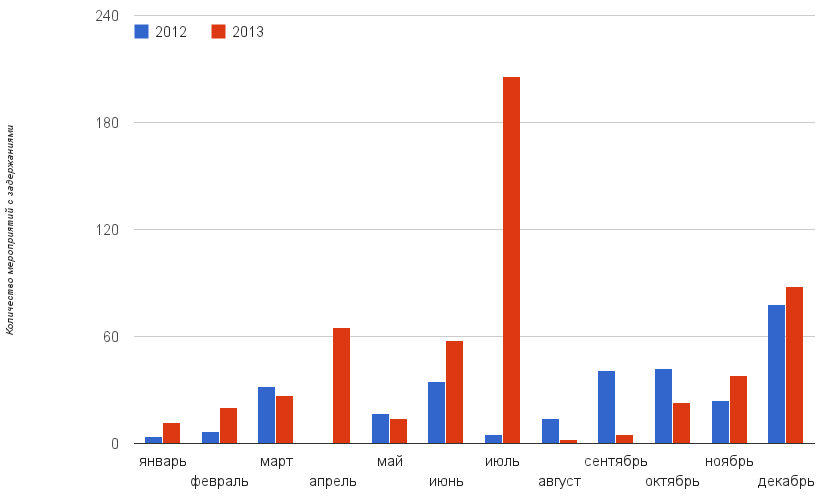 240
2012 2013
180
120
60
0
Количество мероприятий с задержаниями
январь март май июль сентябрь ноябрь
февраль апрель июнь август октябрь декабрь